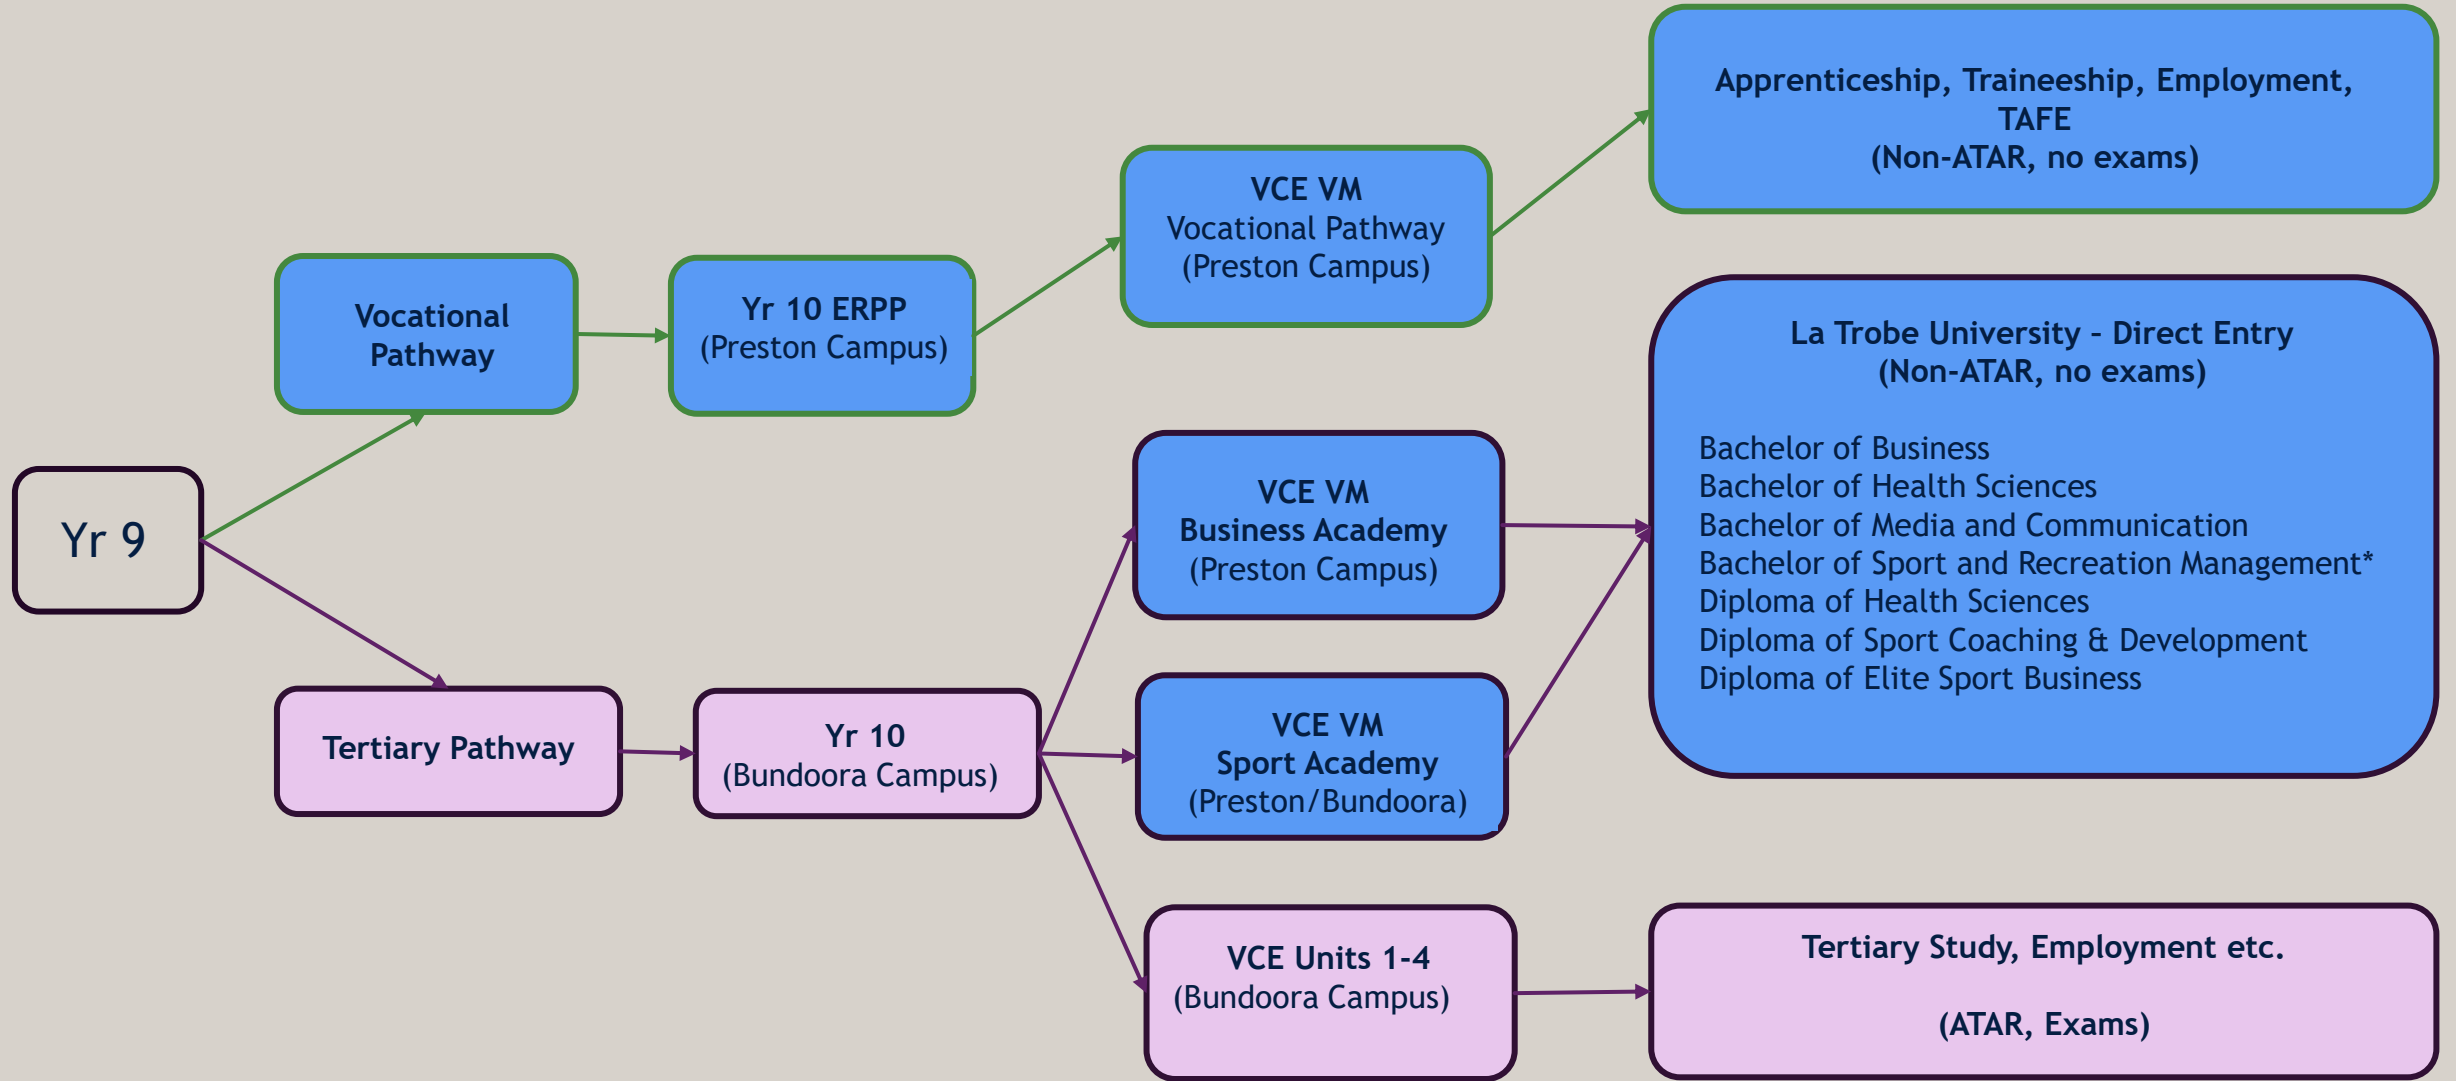 Yr 9
Vocational
Pathway
Yr 10 ERPP
(Preston Campus)
VCE VM
Vocational Pathway
(Preston Campus)
Apprenticeship, Traineeship, Employment,
TAFE
(Non-ATAR, no exams)
Tertiary Pathway
Yr 10
(Bundoora Campus)
VCE VM
Business Academy
(Preston Campus)
VCE VM
Sport Academy
(Preston/Bundoora)
La Trobe University – Direct Entry
(Non-ATAR, no exams)
Bachelor of Business
Bachelor of Health Sciences
Bachelor of Media and Communication
Bachelor of Sport and Recreation Management*
Diploma of Health Sciences
Diploma of Sport Coaching & Development
Diploma of Elite Sport Business
VCE Units 1-4
(Bundoora Campus)
Tertiary Study, Employment etc.
(ATAR, Exams)